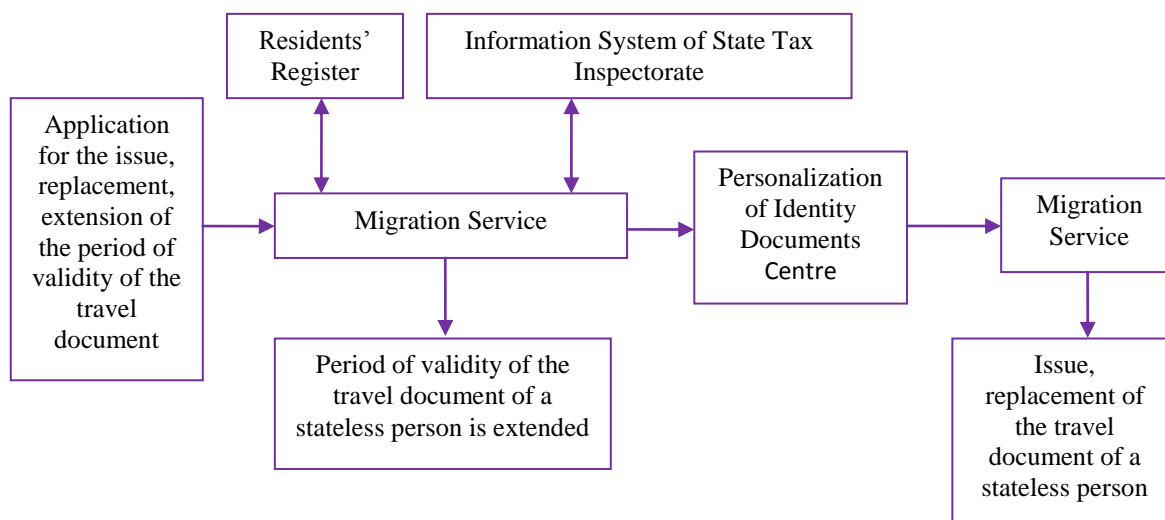 Residents’
Register
Information System of State Tax
Inspectorate
Application
for the issue,
replacement,
extension of
the period of
validity of the
travel
document
Migration Service
Personalization
of Identity
Documents
Centre
Migration
Service
Period of validity of the
travel document of a
stateless person is extended
Issue,
replacement of
the travel
document of a
stateless person